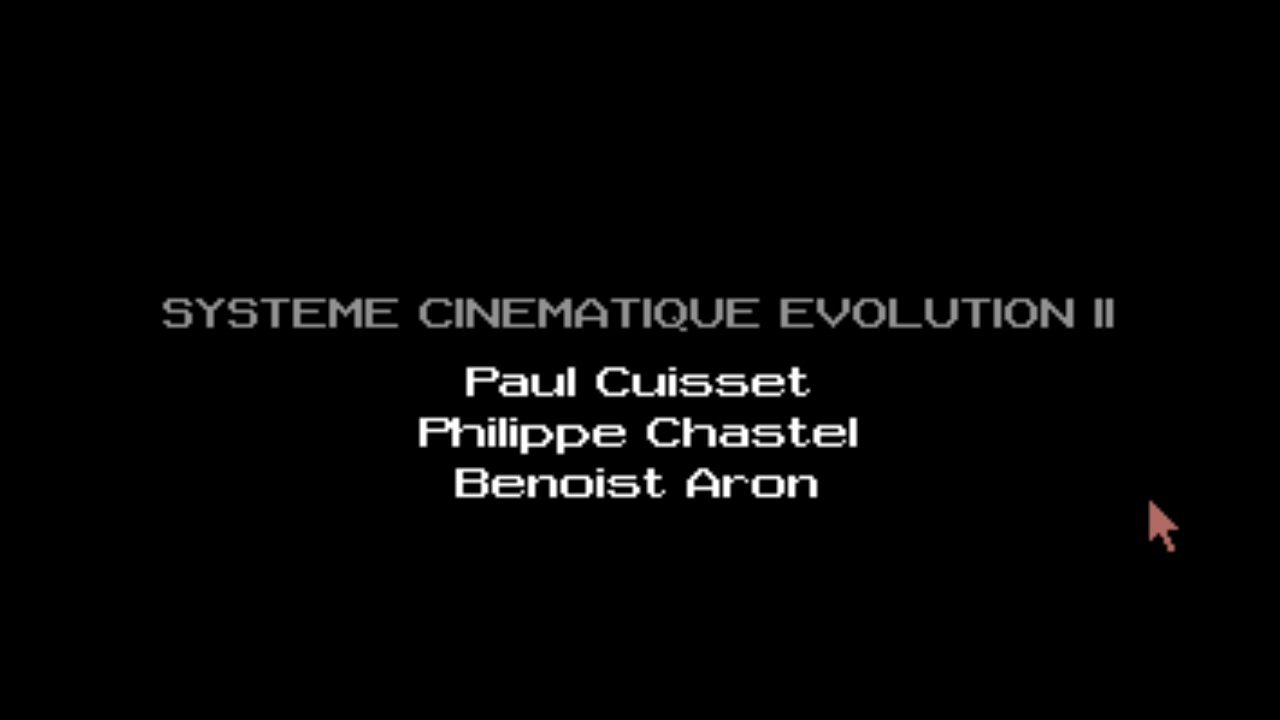 SYSTEME CINEMATIQUE EVOLUTION II
Paul Cuisset
Philippe Chastel
Benoist Aron